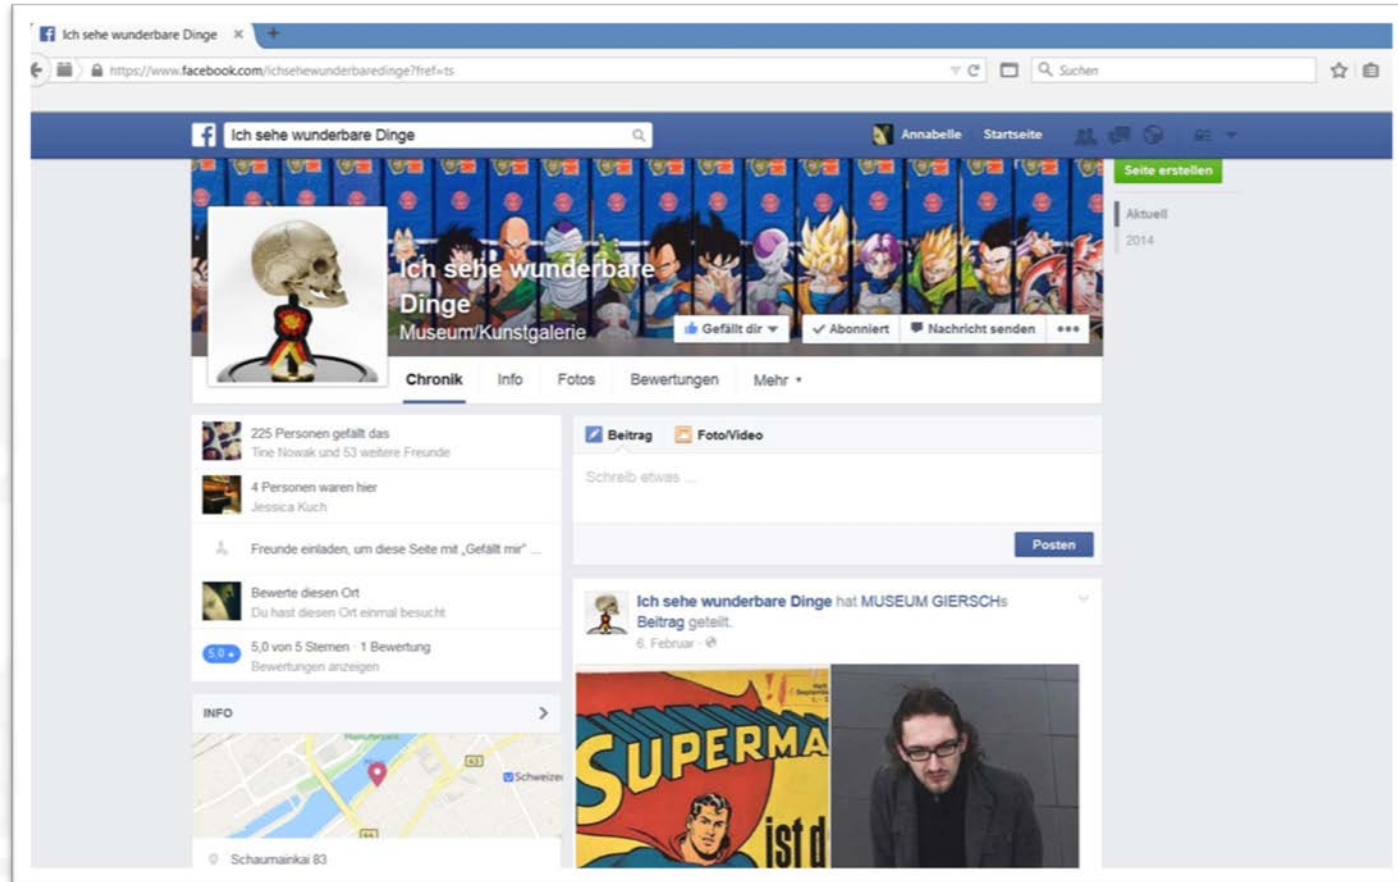 Ich sehe wunderbare Dinge
https://www.facebook.com/ichsehewunderbaredinge?fref=ts
Suchen
Ich sehe wunderbare Dinge
Annabelle Startseite
Seite erstellen
Aktuell
2014
Ich sehe wunderbare
Dinge
Museum/Kunstgalerie
Gefällt dir
Abonniert
Nachricht senden
Chronik Info Fotos Bewertungen Mehr
225 Personen gefällt das
Tine Nowak und 53 weitere Freunde
4 Personen waren hier
Jessica Kuch
Freunde einladen, um diese Seite mit „Gefällt mir“ ...
Bewerte diesen Ort
Du hast diesen Ort einmal besucht
5,0
5,0 von 5 Sternen · 1 Bewertung
Bewertungen anzeigen
INFO
43
Schweizer
44
Schaumainkai 83
Beitrag Foto/Video
Schreib etwas ...
Posten
Ich sehe wunderbare Dinge hat MUSEUM GIERSCHs
Beitrag geteilt.
6. Februar ·
SUPERMA
ist d